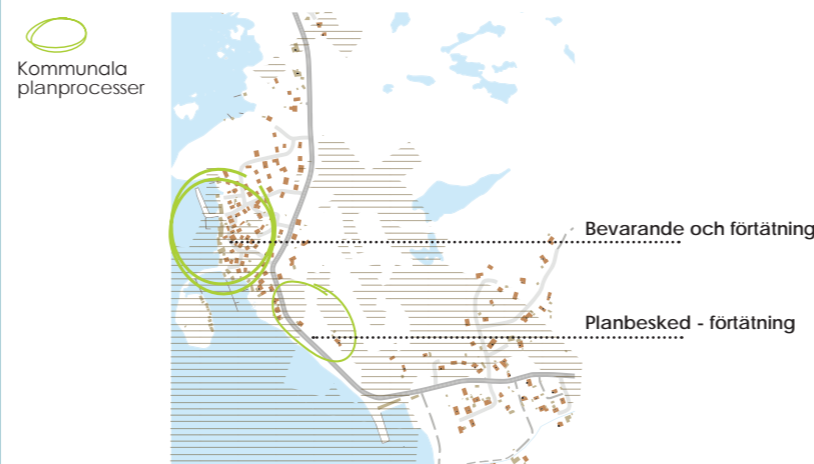 Kommunala
planprocesser
Bevarande och förtätning
Planbesked - förtätning